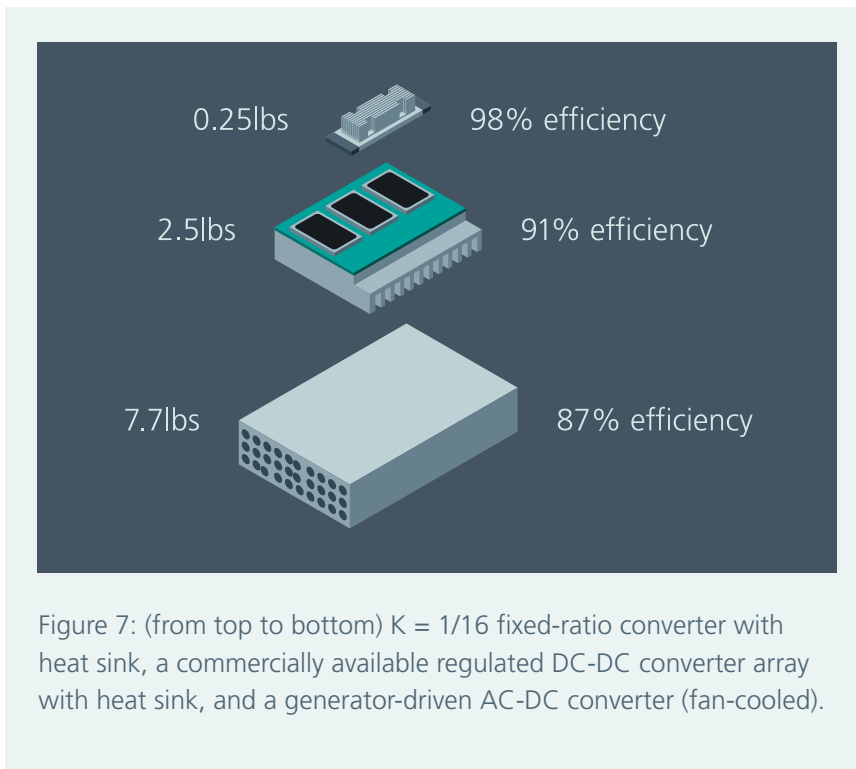 0.25lbs 98% efficiency
2.5lbs 91% efficiency
7.7lbs 87% efficiency
Figure 7: (from top to bottom) K = 1/16 fixed-ratio converter with
heat sink, a commercially available regulated DC-DC converter array
with heat sink, and a generator-driven AC-DC converter (fan-cooled).